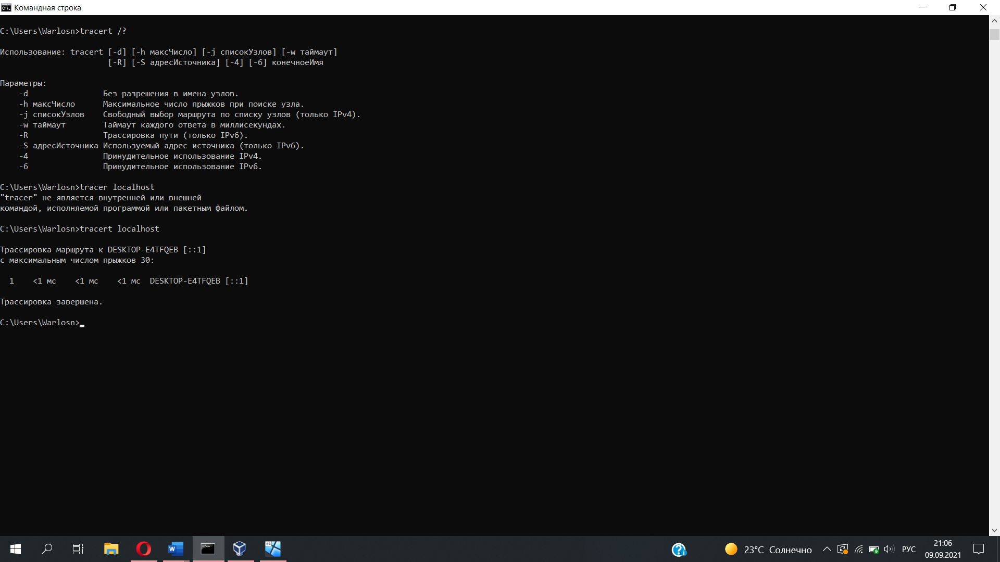 Командная строка
C:\Users\Warlosn>tracert /?
Использование: tracert [-d] [-h максЧисло] [-j списокУзлов] [-w таймаут]
[-R] [-S адресИсточника] [-4] [-6] конечноеИмя
Параметры:
-d Без разрешения в имена узлов.
-h максЧисло Максимальное число прыжков при поиске узла.
-j списокУзлов Свободный выбор маршрута по списку узлов (только IPv4).
-w таймаут Таймаут каждого ответа в миллисекундах.
-R Трассировка пути (только IPv6).
-S адресИсточника Используемый адрес источника (только IPv6).
-4 Принудительное использование IPv4.
-6 Принудительное использование IPv6.
C:\Users\Warlosn>tracer localhost
"tracer" не является внутренней или внешней
командой, исполняемой программой или пакетным файлом.
C:\Users\Warlosn>tracert localhost
Трассировка маршрута к DESKTOP-E4TFQEB [::1]
с максимальным числом прыжков 30:
1 <1 мс <1 мс <1 мс DESKTOP-E4TFQEB [::1]
Трассировка завершена.
C:\Users\Warlosn>
23°C Солнечно
РУС
21:06
09.09.2021